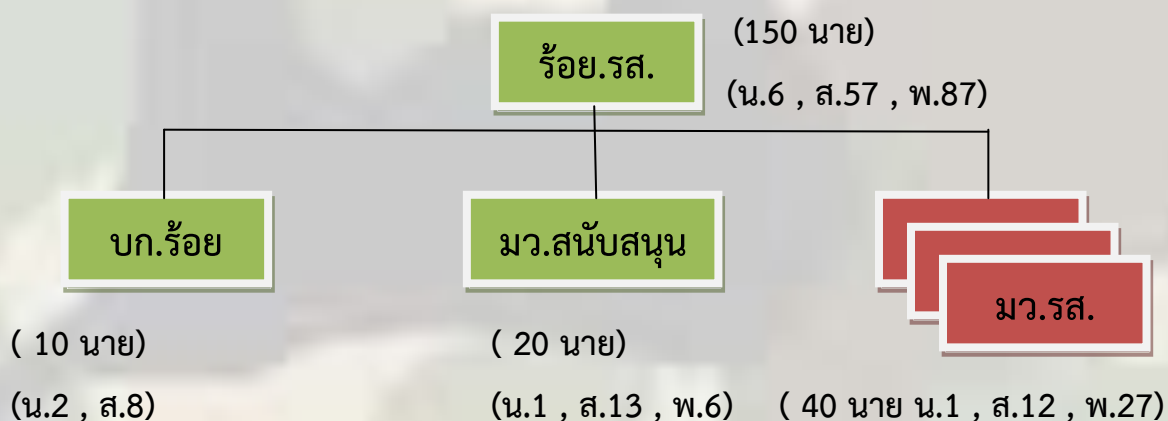 ร้อย.รส.
(150 นาย)
(น.6 , ส.57 , พ.87)
บก.ร้อย
มว.สนับสนุน
มว.รส.
( 10 นาย)
(น.2 , ส.8)
( 20 นาย)
(น.1 , ส.13 , พ.6)
( 40 นาย น.1 , ส.12 , พ.27)